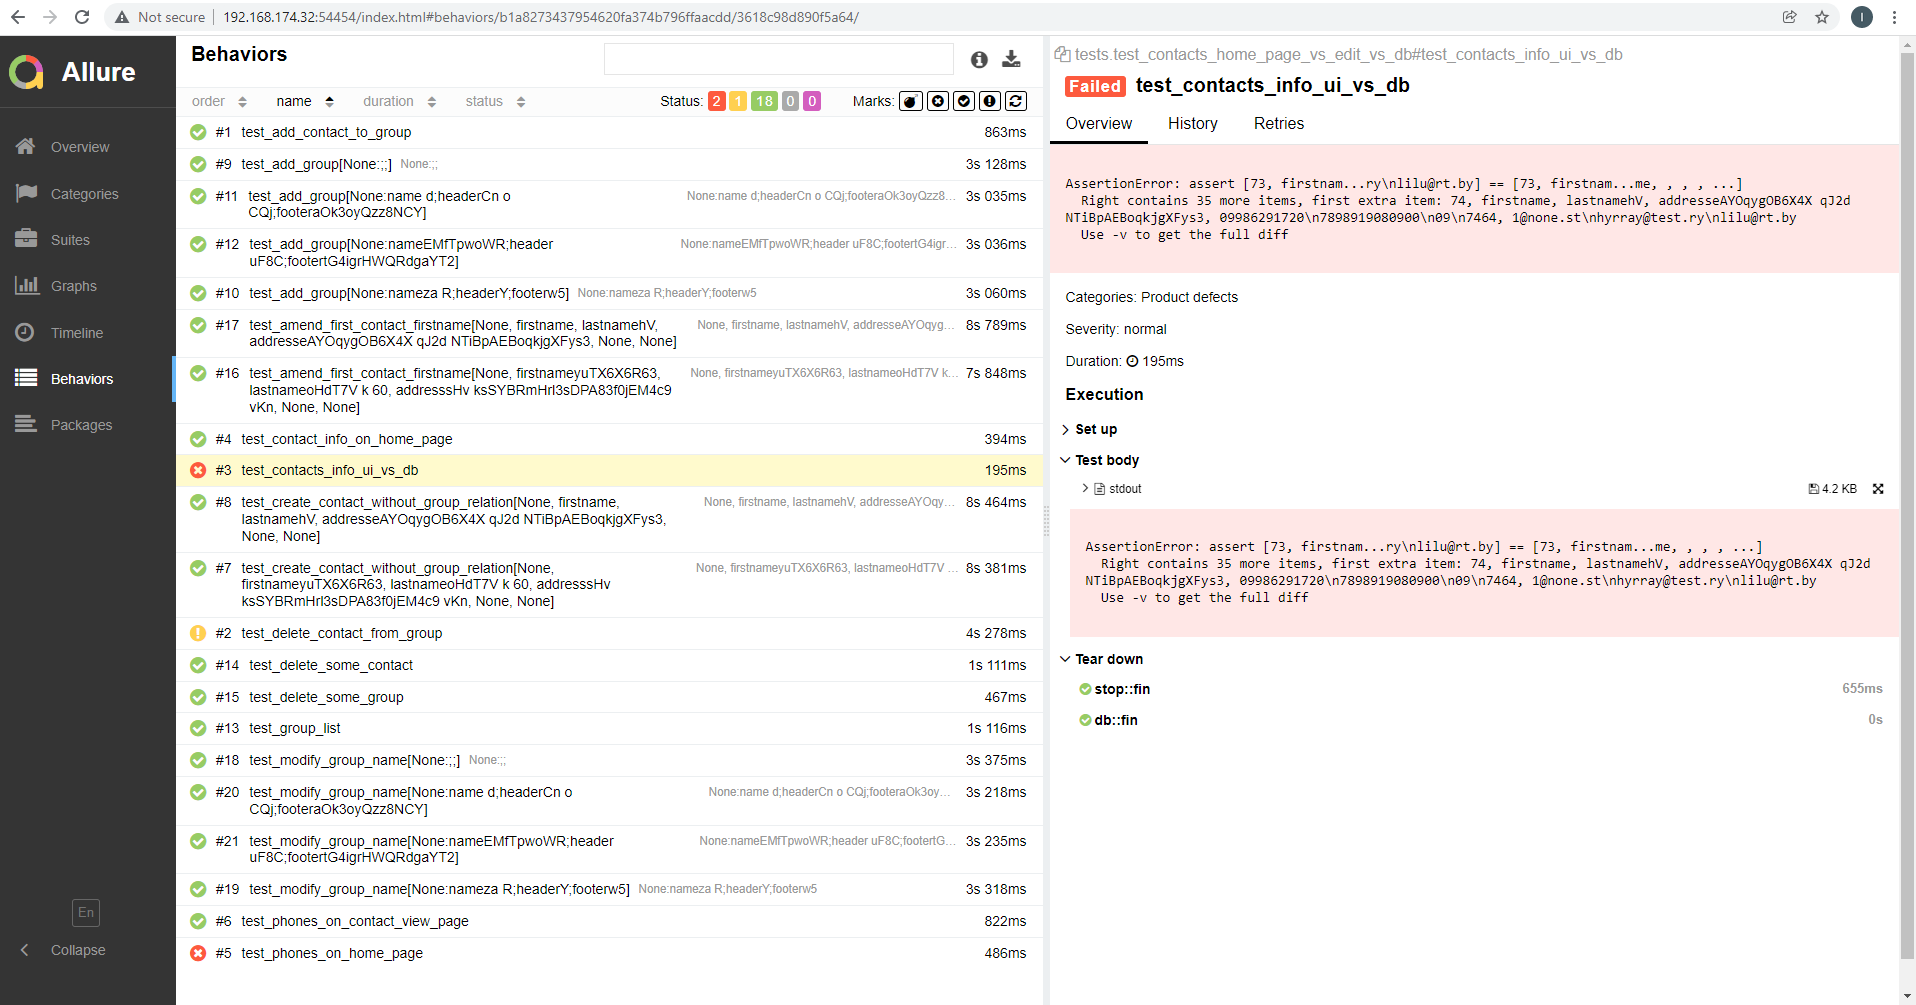 Not secure | 192.168.174.32:54454/index.html#behaviors/b1a8273437954620fa374b796ffaacdd/3618c98d890f5a64/
I
Allure
Overview
Categories
Suites
Graphs
Timeline
Behaviors
Packages
En
Collapse
Behaviors
order name duration status Status: 2 1 18 0 0 Marks:
#1 test_add_contact_to_group 863ms
#9 test_add_group[None:;;] None:;; 3s 128ms
#11 test_add_group[None:name d;headerCn o None:name d;headerCn o CQj;footeraOk3oyQzz8... 3s 035ms
CQj;footeraOk3oyQzz8NCY]
#12 test_add_group[None:nameEMfTpwoWR;header None:nameEMfTpwoWR;header uF8C;footertG4igr... 3s 036ms
uF8C;footertG4igrHWQRdgaYT2]
#10 test_add_group[None:nameza R;headerY;footerw5] None:nameza R;headerY;footerw5 3s 060ms
#17 test_amend_first_contact_firstname[None, firstname, lastnamehV, None, firstname, lastnamehV, addresseAYOqyg... 8s 789ms
addresseAYOqygOB6X4X qJ2d NTiBpAEBoqkjgXFys3, None, None]
#16 test_amend_first_contact_firstname[None, firstnameyuTX6X6R63, None, firstnameyuTX6X6R63, lastnameoHdT7V k... 7s 848ms
lastnameoHdT7V k 60, addresssHv ksSYBRmHrI3sDPA83f0jEM4c9
vKn, None, None]
#4 test_contact_info_on_home_page 394ms
#3 test_contacts_info_ui_vs_db 195ms
#8 test_create_contact_without_group_relation[None, firstname, None, firstname, lastnamehV, addresseAYOqy... 8s 464ms
lastnamehV, addresseAYOqygOB6X4X qJ2d NTiBpAEBoqkjgXFys3,
None, None]
#7 test_create_contact_without_group_relation[None, None, firstnameyuTX6X6R63, lastnameoHdT7V ... 8s 381ms
firstnameyuTX6X6R63, lastnameoHdT7V k 60, addresssHv
ksSYBRmHrI3sDPA83f0jEM4c9 vKn, None, None]
#2 test_delete_contact_from_group 4s 278ms
#14 test_delete_some_contact 1s 111ms
#15 test_delete_some_group 467ms
#13 test_group_list 1s 116ms
#18 test_modify_group_name[None:;;] None:;; 3s 375ms
#20 test_modify_group_name[None:name d;headerCn o None:name d;headerCn o CQj;footeraOk3oy... 3s 218ms
CQj;footeraOk3oyQzz8NCY]
#21 test_modify_group_name[None:nameEMfTpwoWR;header None:nameEMfTpwoWR;header uF8C;footertG... 3s 235ms
uF8C;footertG4igrHWQRdgaYT2]
#19 test_modify_group_name[None:nameza R;headerY;footerw5] None:nameza R;headerY;footerw5 3s 318ms
#6 test_phones_on_contact_view_page 822ms
#5 test_phones_on_home_page 486ms
tests.test_contacts_home_page_vs_edit_vs_db#test_contacts_info_ui_vs_db
Failed test_contacts_info_ui_vs_db
Overview History Retries
AssertionError: assert [73, firstnam...ry\nlilu@rt.by] == [73, firstnam...me, , , , ...]
Right contains 35 more items, first extra item: 74, firstname, lastnamehV, addresseAYOqygOB6X4X qJ2d
NTiBpAEBoqkjgXFys3, 09986291720\n7898919080900\n09\n7464, 1@none.st\nhyrray@test.ry\nlilu@rt.by
Use -v to get the full diff
Categories: Product defects
Severity: normal
Duration: 195ms
Execution
Set up
Test body
stdout 4.2 KB
AssertionError: assert [73, firstnam...ry\nlilu@rt.by] == [73, firstnam...me, , , , ...]
Right contains 35 more items, first extra item: 74, firstname, lastnamehV, addresseAYOqygOB6X4X qJ2d
NTiBpAEBoqkjgXFys3, 09986291720\n7898919080900\n09\n7464, 1@none.st\nhyrray@test.ry\nlilu@rt.by
Use -v to get the full diff
Tear down
stop::fin 655ms
db::fin 0s